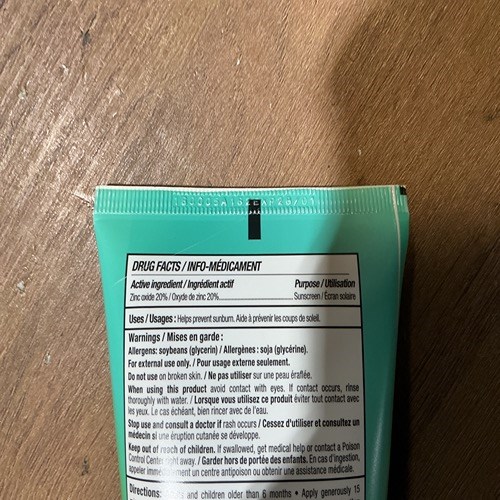 DRUG FACTS / INFO-MÉDICAMENT
Active ingredient / Ingrédient actif Purpose / Utilisation
Zinc oxide 20% / Oxyde de zinc 20% Sunscreen / Écran solaire
Uses / Usages : Helps prevent sunburn. Aide à prévenir les coups de soleil.
Warnings / Mises en garde :
Allergens: soybeans (glycerin) / Allergènes : soja (glycérine).
For external use only. / Pour usage externe seulement.
Do not use on broken skin. / Ne pas utiliser sur une peau éraflée.
When using this product avoid contact with eyes. If contact occurs, rinse
thoroughly with water. / Lorsque vous utilisez ce produit éviter tout contact avec
les yeux. Le cas échéant, bien rincer avec de l'eau.
Stop use and consult a doctor if rash occurs / Cessez d'utiliser et consultez un
médecin si une éruption cutanée se développe.
Keep out of reach of children. If swallowed, get medical help or contact a Poison
Control Center right away. / Garder hors de portée des enfants. En cas d'ingestion,
appeler un centre antipoison ou obtenir une assistance médicale.
Directions: and children older than 6 months • Apply generously 15